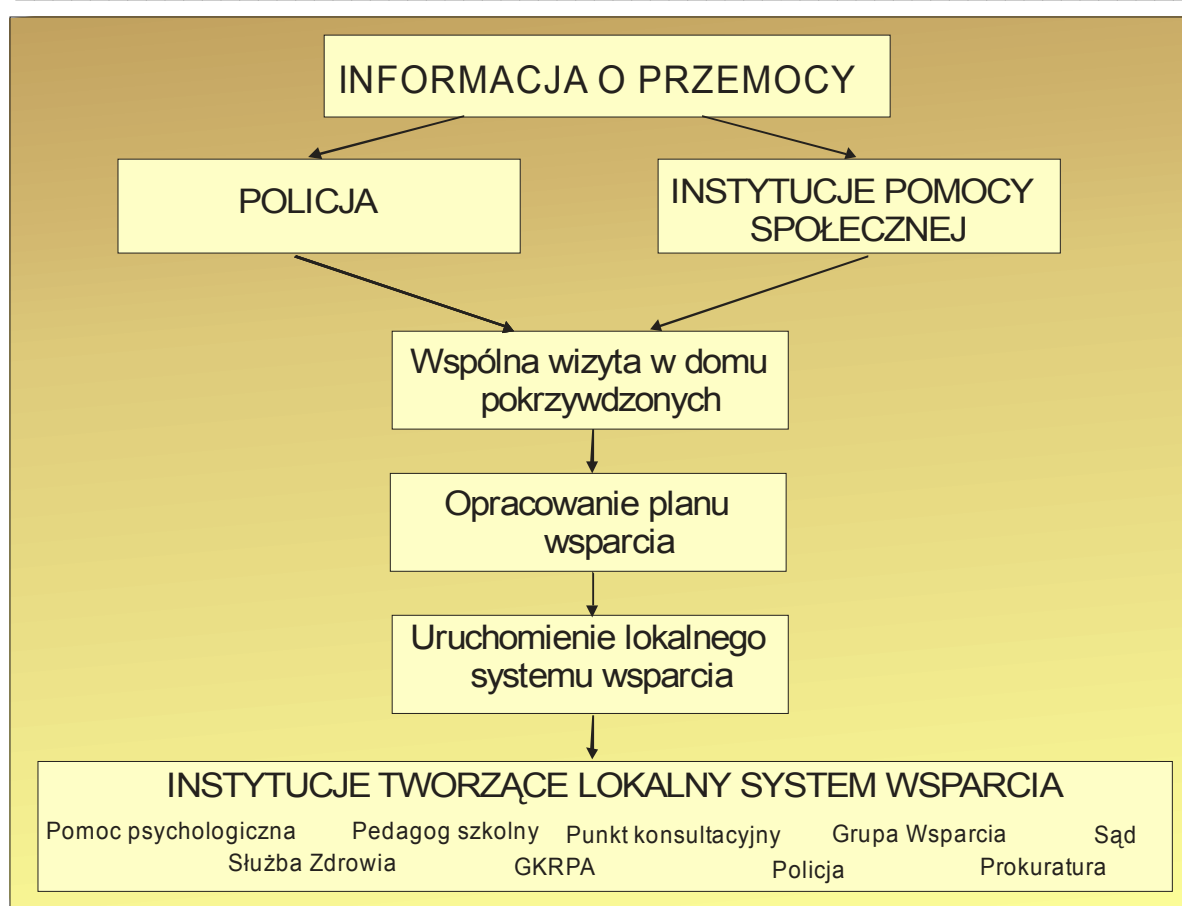 INFORMACJA O PRZEMOCY
POLICJA
INSTYTUCJE POMOCY
SPOŁECZNEJ
Wspólna wizyta w domu
pokrzywdzonych
Opracowanie planu
wsparcia
Uruchomienie lokalnego
systemu wsparcia
INSTYTUCJE TWORZĄCE LOKALNY SYSTEM WSPARCIA
Pomoc psychologiczna Pedagog szkolny Punkt konsultacyjny Grupa Wsparcia Sąd
Służba Zdrowia GKRPA Policja Prokuratura